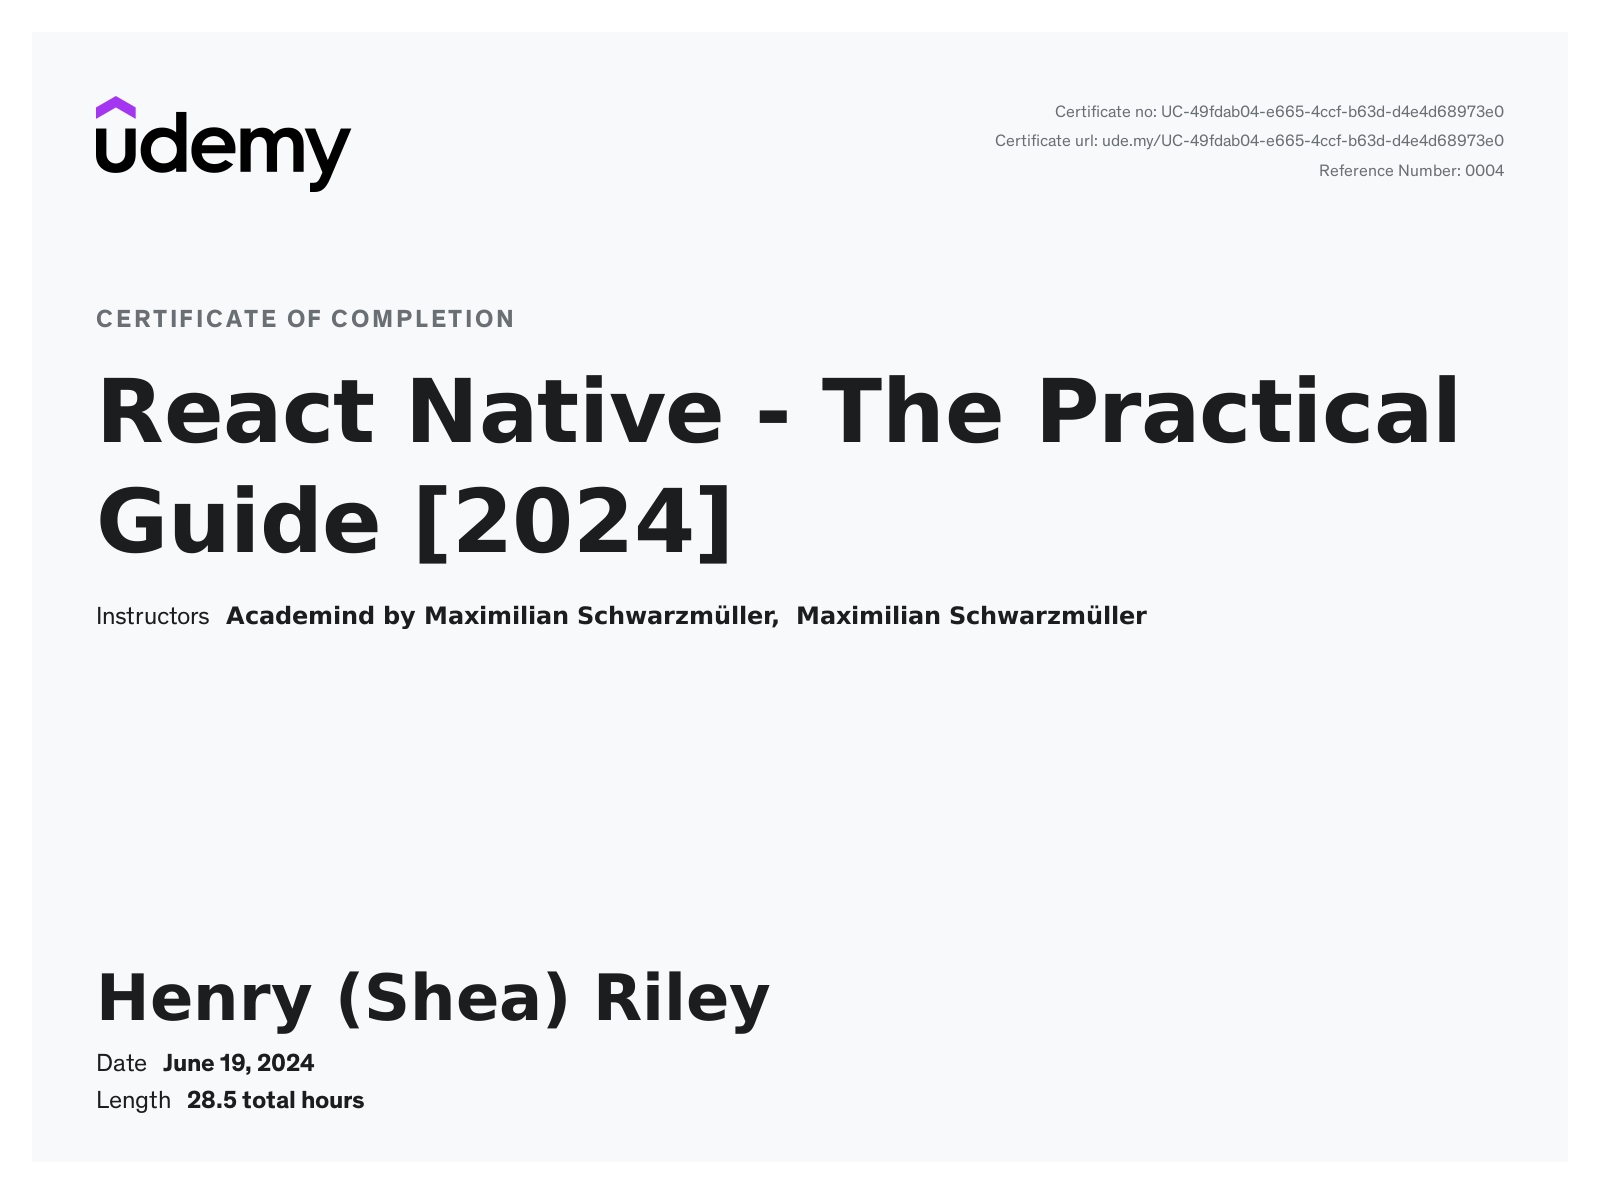 udemy
Certificate no: UC-49fdab04-e665-4ccf-b63d-d4e4d68973e0
Certificate url: ude.my/UC-49fdab04-e665-4ccf-b63d-d4e4d68973e0
Reference Number: 0004
CERTIFICATE OF COMPLETION
React Native - The Practical
Guide [2024]
Instructors Academind by Maximilian Schwarzmüller, Maximilian Schwarzmüller
Henry (Shea) Riley
Date June 19, 2024
Length 28.5 total hours